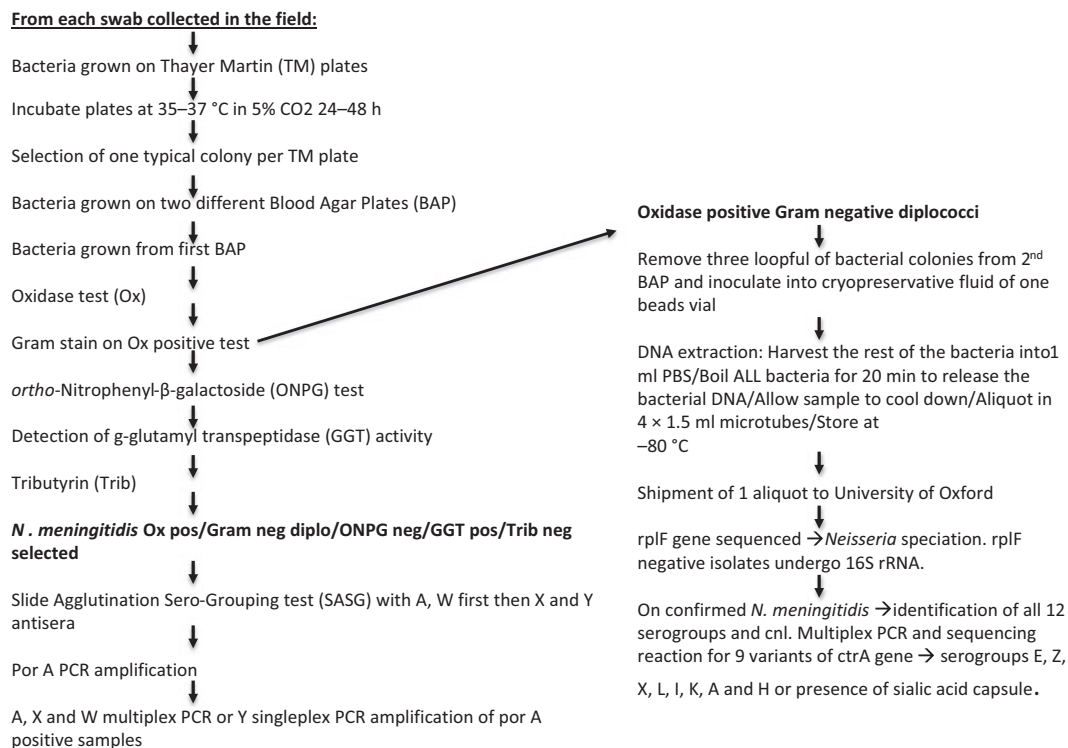 From each swab collected in the field:
Bacteria grown on Thayer Martin (TM) plates
Incubate plates at 35–37 °C in 5% CO2 24–48 h
Selection of one typical colony per TM plate
Bacteria grown on two different Blood Agar Plates (BAP)
Bacteria grown from first BAP
Oxidase test (Ox)
Gram stain on Ox positive test
ortho-Nitrophenyl-β-galactoside (ONPG) test
Detection of g-glutamyl transpeptidase (GGT) activity
Tributyrin (Trib)
N . meningitidis Ox pos/Gram neg diplo/ONPG neg/GGT pos/Trib neg
selected
Slide Agglutination Sero-Grouping test (SASG) with A, W first then X and Y
antisera
Por A PCR amplification
A, X and W multiplex PCR or Y singleplex PCR amplification of por A
positive samples
Oxidase positive Gram negative diplococci
Remove three loopful of bacterial colonies from 2nd
BAP and inoculate into cryopreservative fluid of one
beads vial
DNA extraction: Harvest the rest of the bacteria into1
ml PBS/Boil ALL bacteria for 20 min to release the
bacterial DNA/Allow sample to cool down/Aliquot in
4 × 1.5 ml microtubes/Store at
–80 °C
Shipment of 1 aliquot to University of Oxford
rplF gene sequenced →Neisseria speciation. rplF
negative isolates undergo 16S rRNA.
On confirmed N. meningitidis →identification of all 12
serogroups and cnl. Multiplex PCR and sequencing
reaction for 9 variants of ctrA gene → serogroups E, Z,
X, L, I, K, A and H or presence of sialic acid capsule.